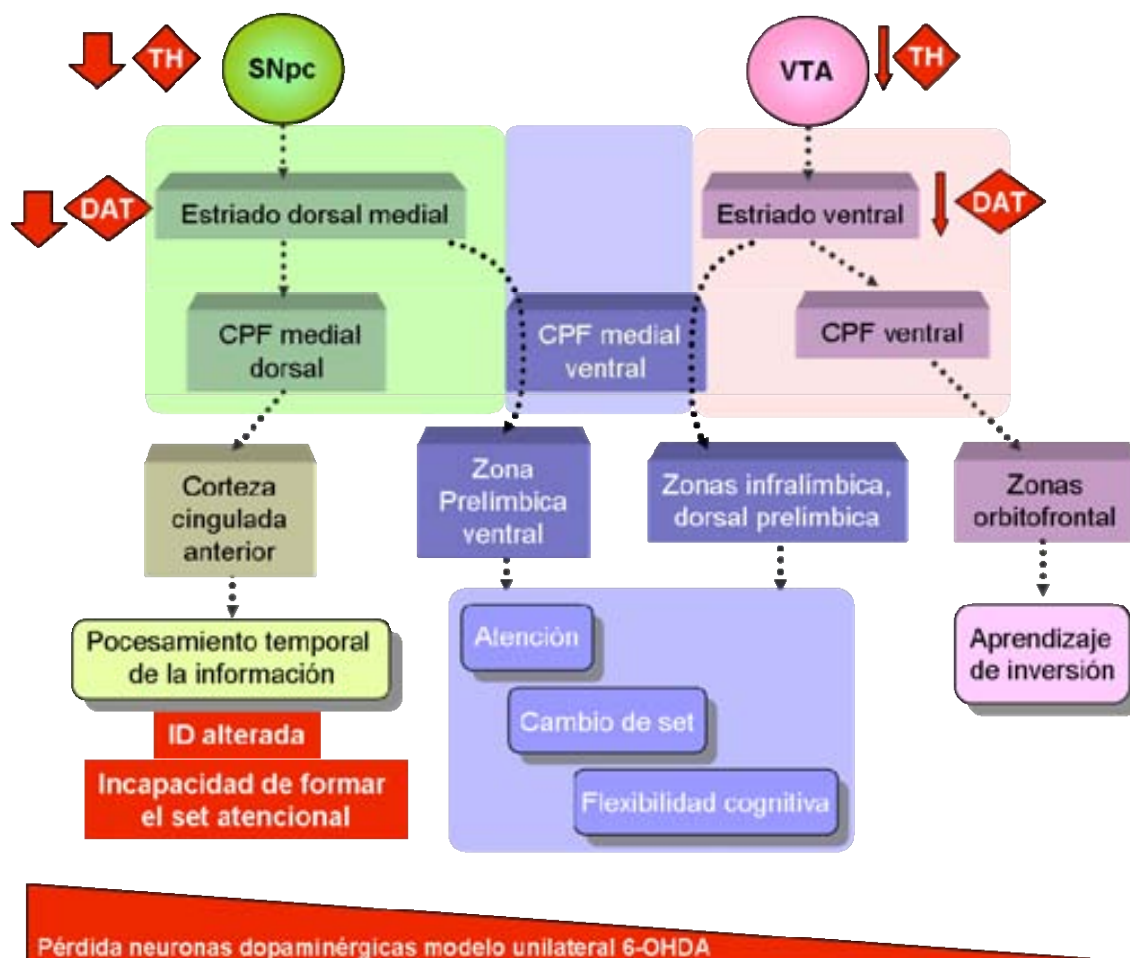 TH
SNpc
VTA
TH
DAT
Estriado dorsal medial
Estriado ventral
DAT
CPF medial
dorsal
CPF medial
ventral
CPF ventral
Corteza
cingulada
anterior
Zona
Prelimbica
ventral
Zonas infralimbica,
dorsal prelimbica
Zonas
orbitofrontal
Pocesamiento temporal
de la información
ID alterada
Incapacidad de formar
el set atencional
Atención
Cambio de set
Flexibilidad cognitiva
Aprendizaje
de inversión
Pérdida neuronas dopaminérgicas modelo unilateral 6-OHDA